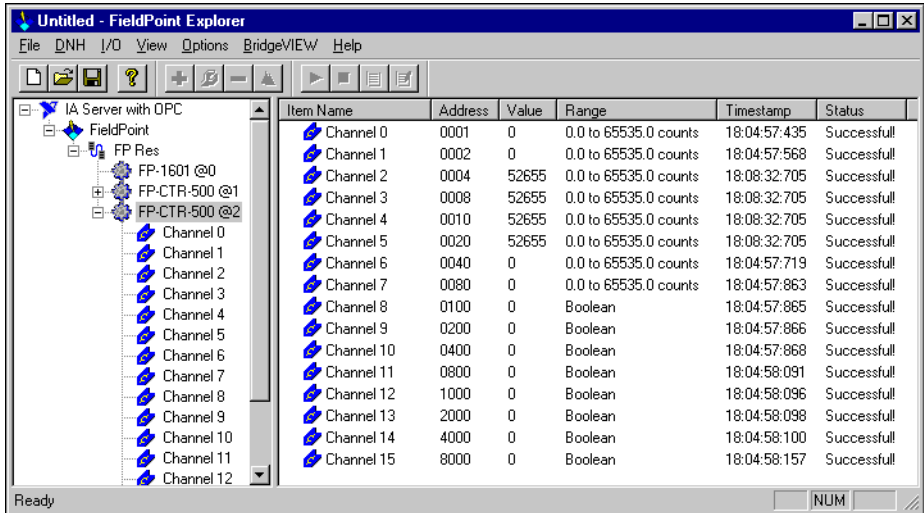 Untitled - FieldPoint Explorer
File DNH I/O View Options BridgeVIEW Help
IA Server with OPC
FieldPoint
FP Res
FP-1601 @0
FP-CTR-500 @1
FP-CTR-500 @2
Channel 0
Channel 1
Channel 2
Channel 3
Channel 4
Channel 5
Channel 6
Channel 7
Channel 8
Channel 9
Channel 10
Channel 11
Channel 12
Item Name Address Value Range Timestamp Status
Channel 0 0001 0 0.0 to 65535.0 counts 18:04:57:435 Successful!
Channel 1 0002 0 0.0 to 65535.0 counts 18:04:57:568 Successful!
Channel 2 0004 52655 0.0 to 65535.0 counts 18:08:32:705 Successful!
Channel 3 0008 52655 0.0 to 65535.0 counts 18:08:32:705 Successful!
Channel 4 0010 52655 0.0 to 65535.0 counts 18:08:32:705 Successful!
Channel 5 0020 52655 0.0 to 65535.0 counts 18:08:32:705 Successful!
Channel 6 0040 0 0.0 to 65535.0 counts 18:04:57:719 Successful!
Channel 7 0080 0 0.0 to 65535.0 counts 18:04:57:863 Successful!
Channel 8 0100 0 Boolean 18:04:57:865 Successful!
Channel 9 0200 0 Boolean 18:04:57:866 Successful!
Channel 10 0400 0 Boolean 18:04:57:868 Successful!
Channel 11 0800 0 Boolean 18:04:58:091 Successful!
Channel 12 1000 0 Boolean 18:04:58:096 Successful!
Channel 13 2000 0 Boolean 18:04:58:098 Successful!
Channel 14 4000 0 Boolean 18:04:58:100 Successful!
Channel 15 8000 0 Boolean 18:04:58:157 Successful!
Ready NUM